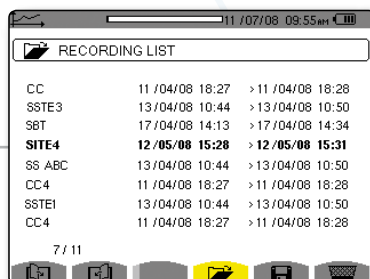 11 /07/08 09:55AM
RECORDING LIST
CC 11 /04/08 18:27 >11 /04/08 18:28
SSTE3 13/04/08 10:44 >13/04/08 10:50
SBT 17/04/08 14:13 >17/04/08 14:34
SITE4 12/05/08 15:28 >12/05/08 15:31
SS ABC 13/04/08 10:44 >13/04/08 10:50
CC4 11 /04/08 18:27 >11 /04/08 18:28
SSTE1 13/04/08 10:44 >13/04/08 10:50
CC4 11 /04/08 18:27 >11 /04/08 18:28
7/ 11